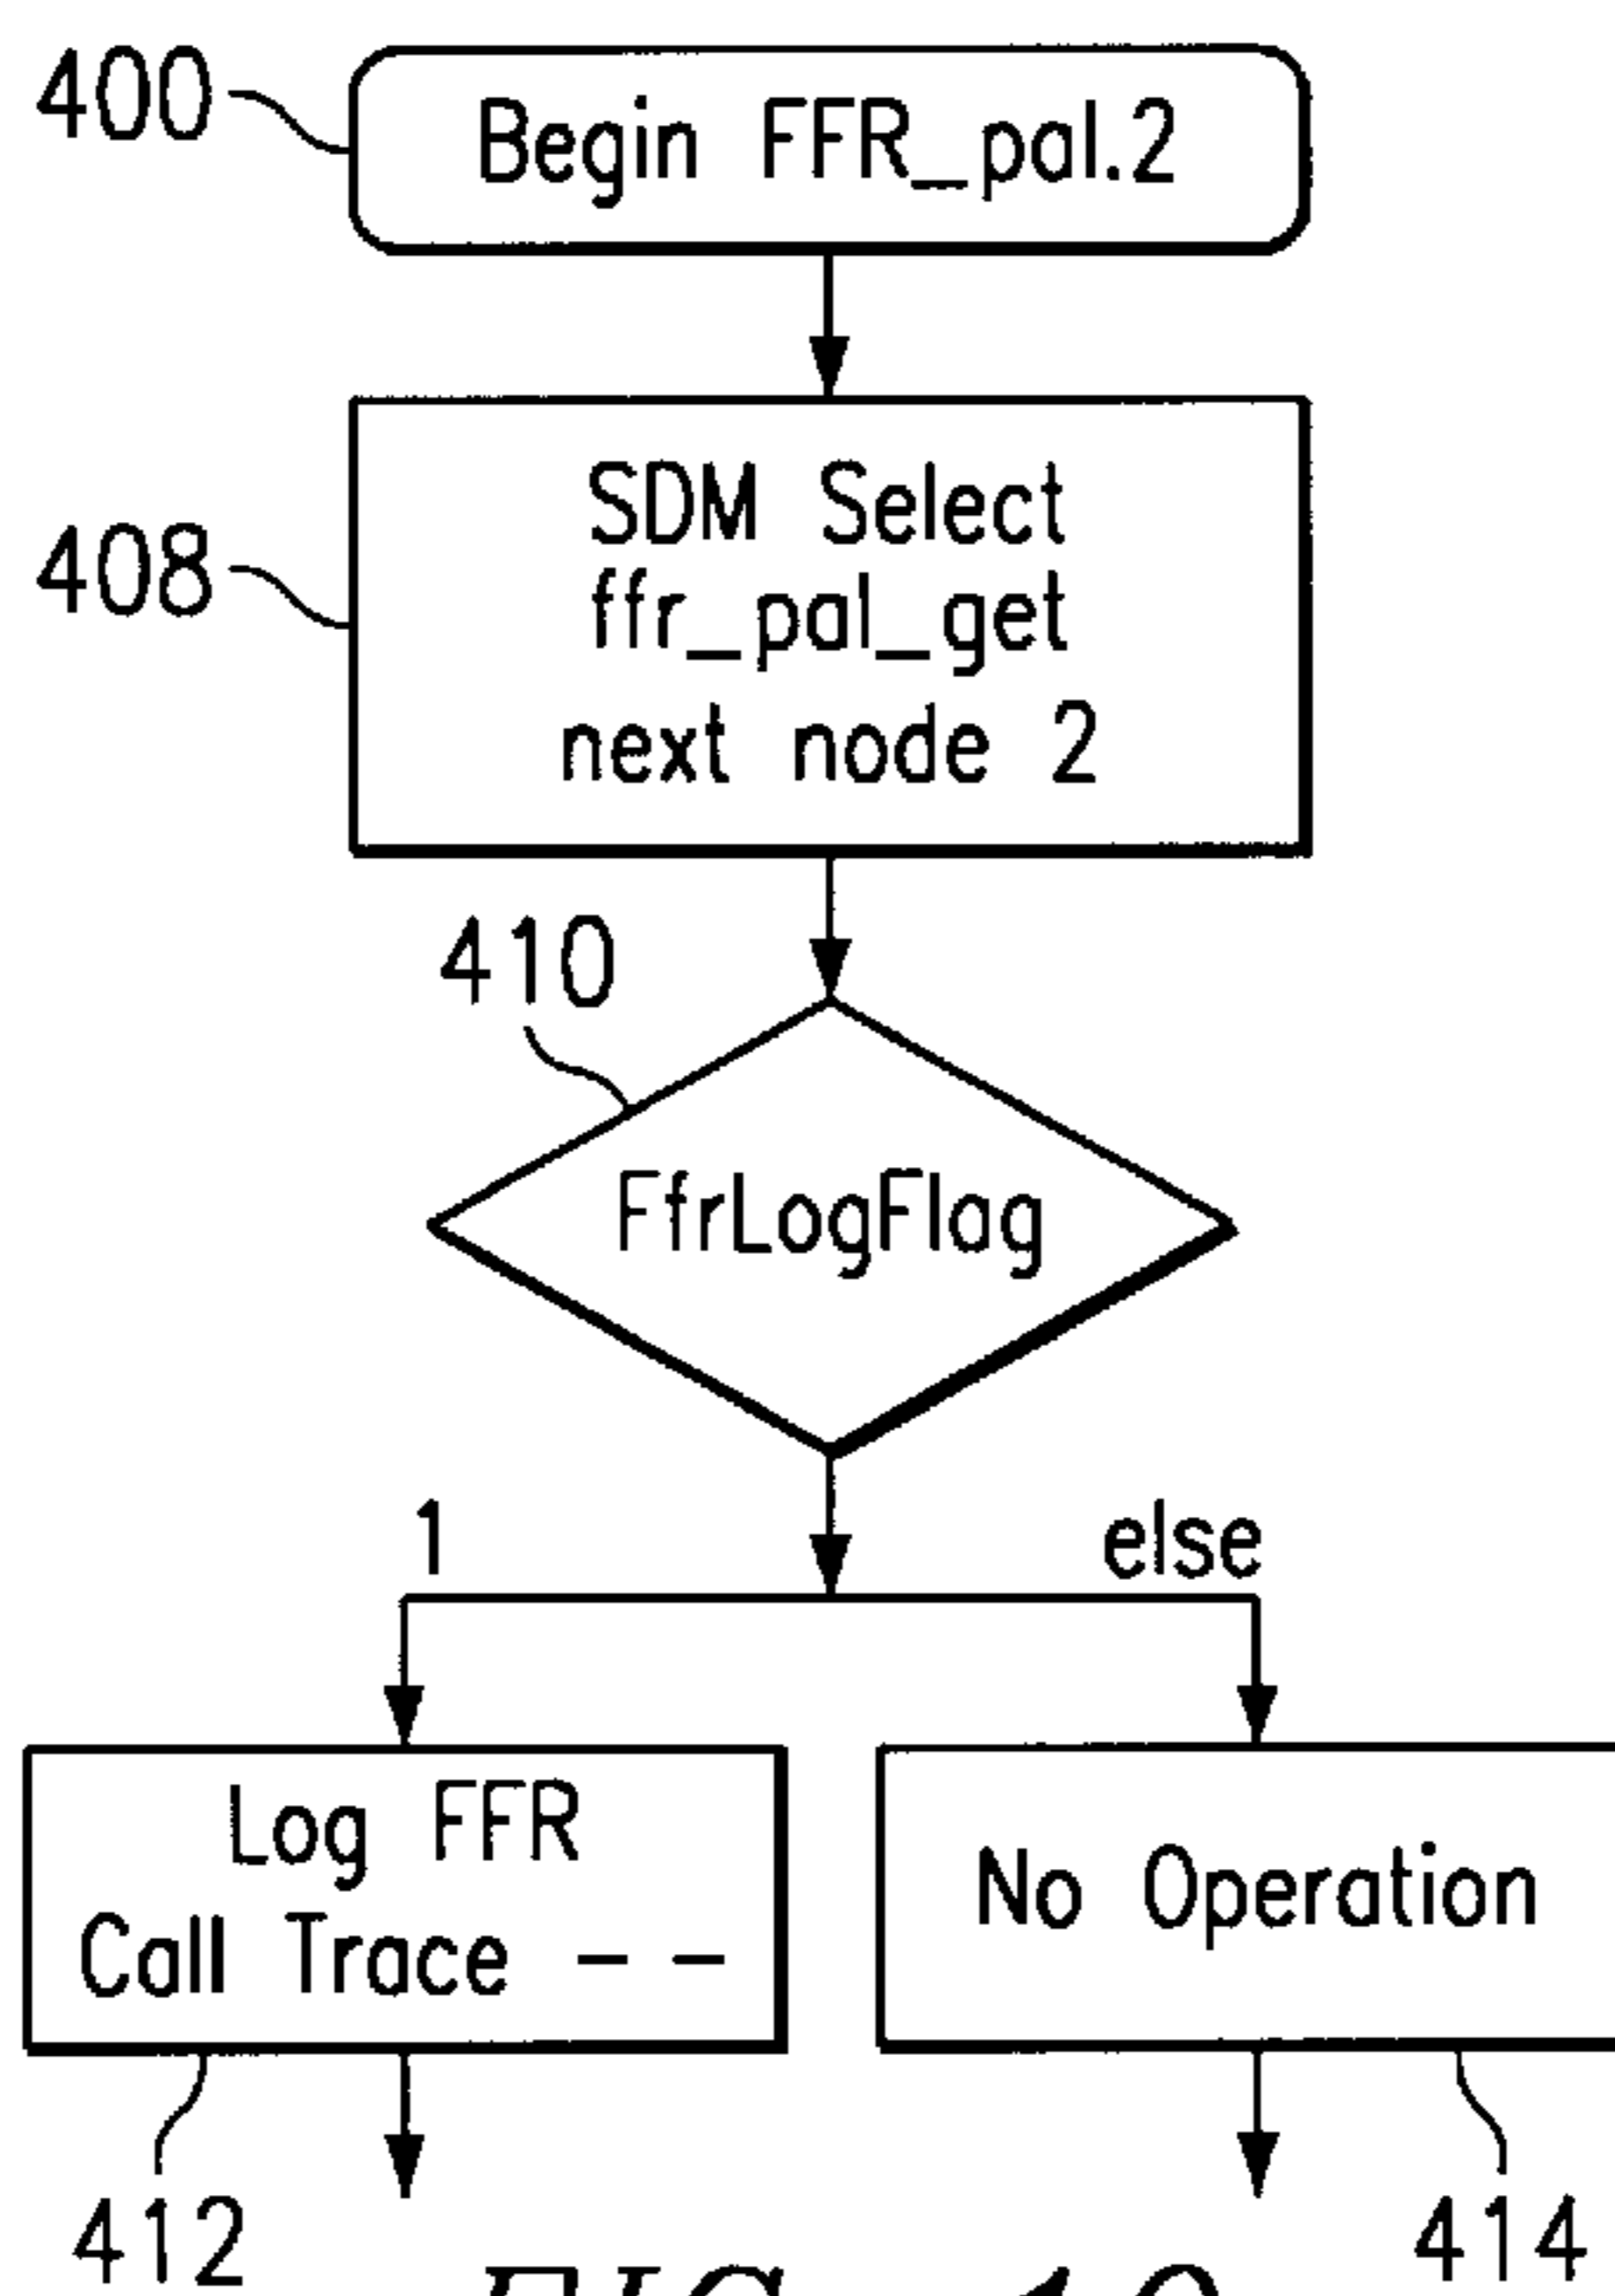 400
Begin FFR_pal.2
408
SDM Select
ffr_pal_get
next node 2
410
FfrLogFlag
1
else
Log FFR
Call Trace - -
No Operation
412
414